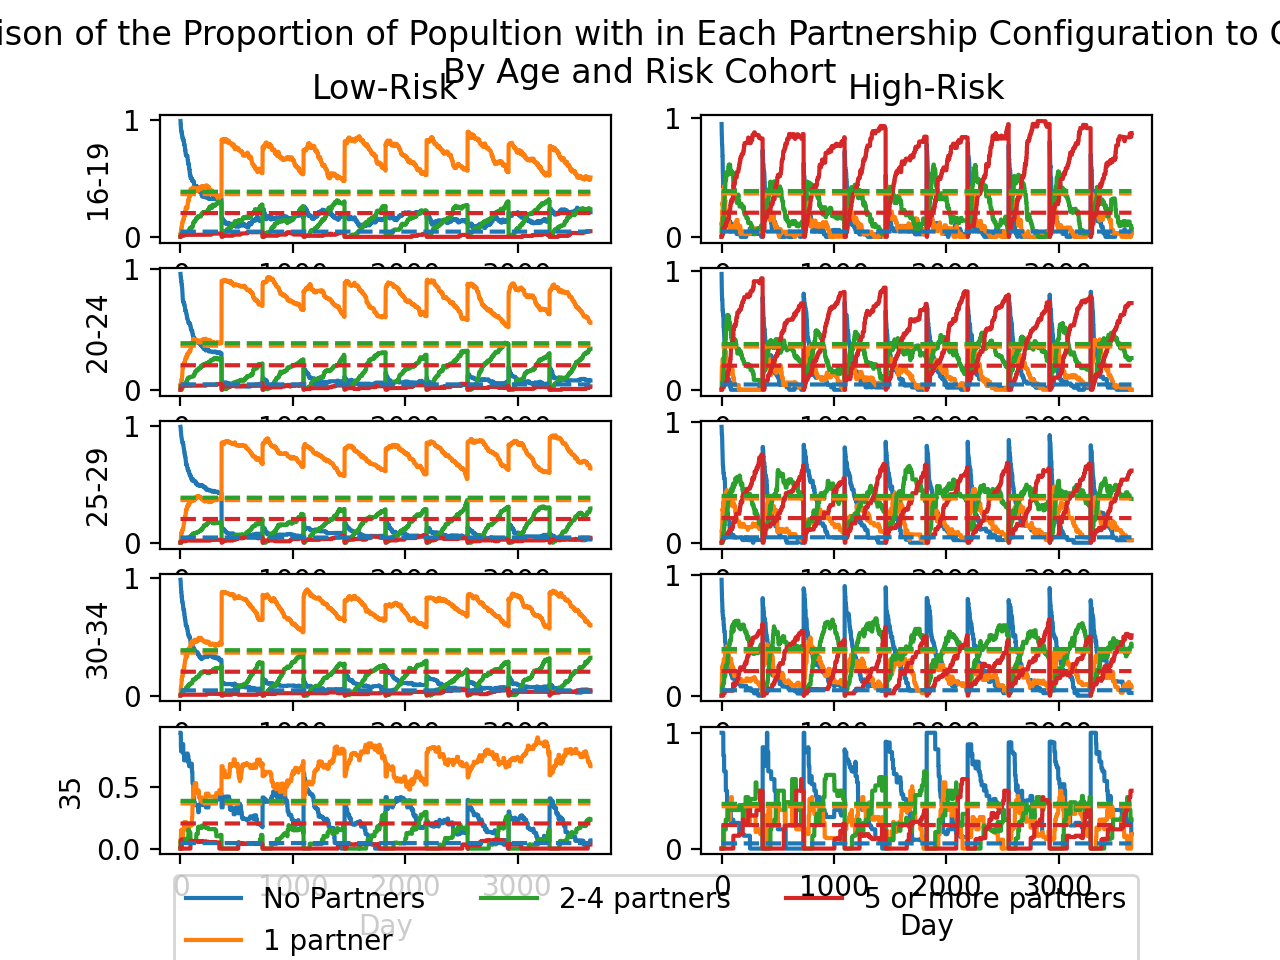 ison of the Proportion of Popultion with in Each Partnership Configuration to
By Age and Risk Cohort
Low-Risk
High-Risk
1
0
16-19
1
0
1
0
20-24
1
0
1
0
25-29
1
0
1
0
30-34
1
0
0.5
0.0
35
1
0
0 1000 2000 3000
0 1000 2000 3000
Day
Day
No Partners
1 partner
2-4 partners
5 or more partners